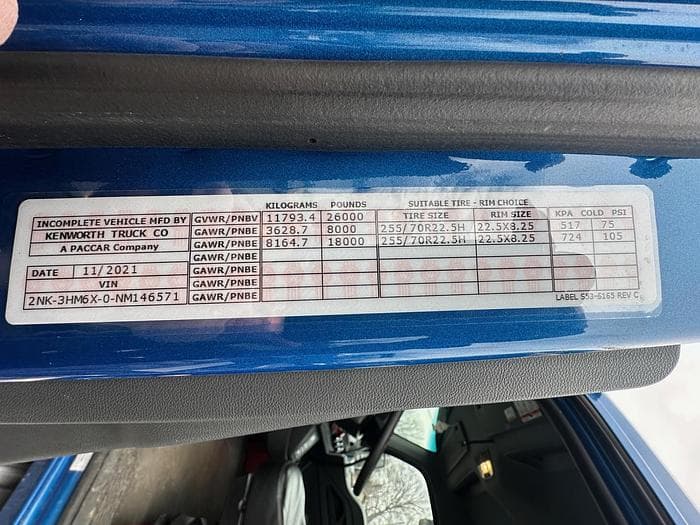 KILOGRAMS POUNDS SUITABLE TIRE - RIM CHOICE
INCOMPLETE VEHICLE MFD BY GVWR/PNBV 11793.4 26000 TIRE SIZE RIM SIZE KPA COLD PSI
KENWORTH TRUCK CO GAWR/PNBE 3628.7 8000 255/70R22.5H 22.5X8.25 517 75
A PACCAR Company GAWR/PNBE 8164.7 18000 255/70R22.5H 22.5X8.25 724 105
GAWR/PNBE
DATE 11/2021 GAWR/PNBE
VIN GAWR/PNBE
2NK-3HM6X-0-NM146571 GAWR/PNBE
LABEL S53-6165 REV C